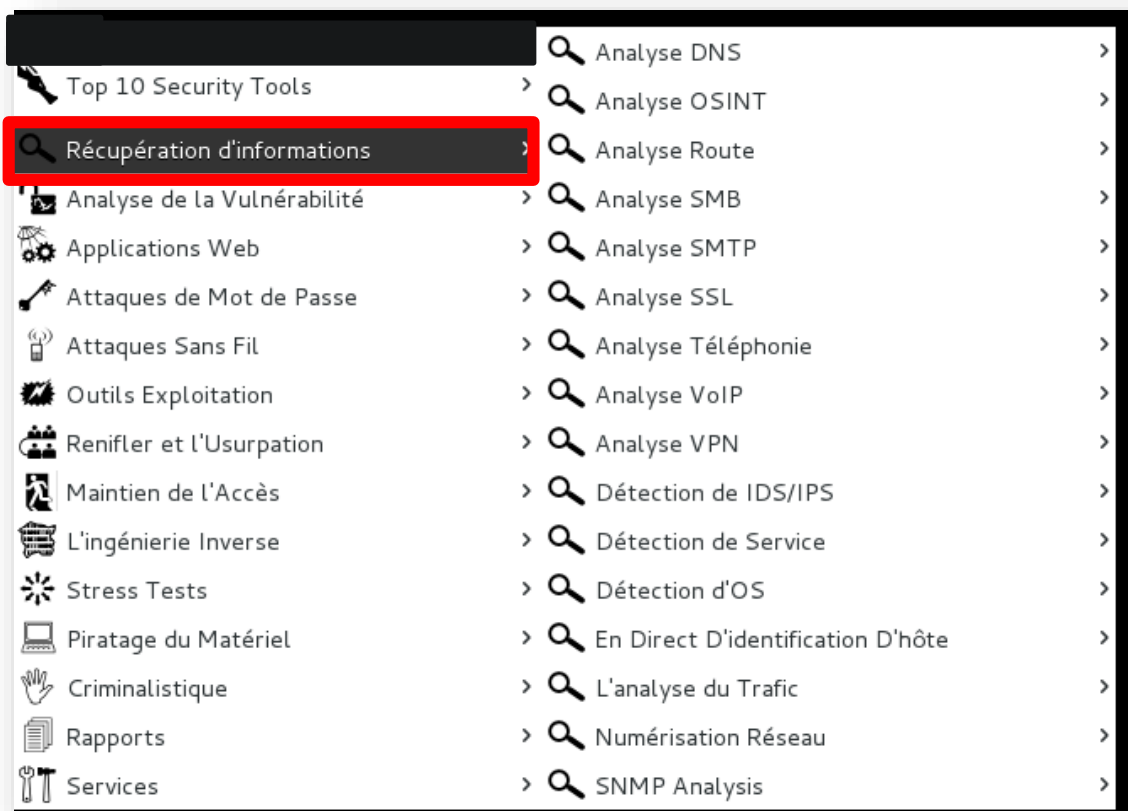 Top 10 Security Tools
Récupération d'informations
Analyse de la Vulnérabilité
Applications Web
Attaques de Mot de Passe
Attaques Sans Fil
Outils Exploitation
Renifler et l'Usurpation
Maintien de l'Accès
L'ingénierie Inverse
Stress Tests
Piratage du Matériel
Criminalistique
Rapports
Services
Analyse DNS
Analyse OSINT
Analyse Route
Analyse SMB
Analyse SMTP
Analyse SSL
Analyse Téléphonie
Analyse VoIP
Analyse VPN
Détection de IDS/IPS
Détection de Service
Détection d'OS
En Direct D'identification D'hôte
L'analyse du Trafic
Numérisation Réseau
SNMP Analysis